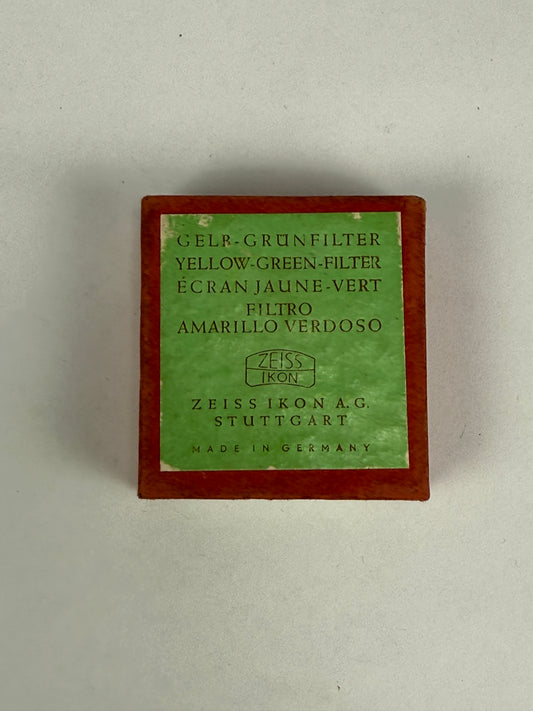 GELB-GRÜNFILTER
YELLOW-GREEN-FILTER
ÉCRAN JAUNE-VERT
FILTRO
AMARILLO VERDOSO
ZEISS
IKON
ZEISS IKON A.G.
STUTTGART
MADE IN GERMANY